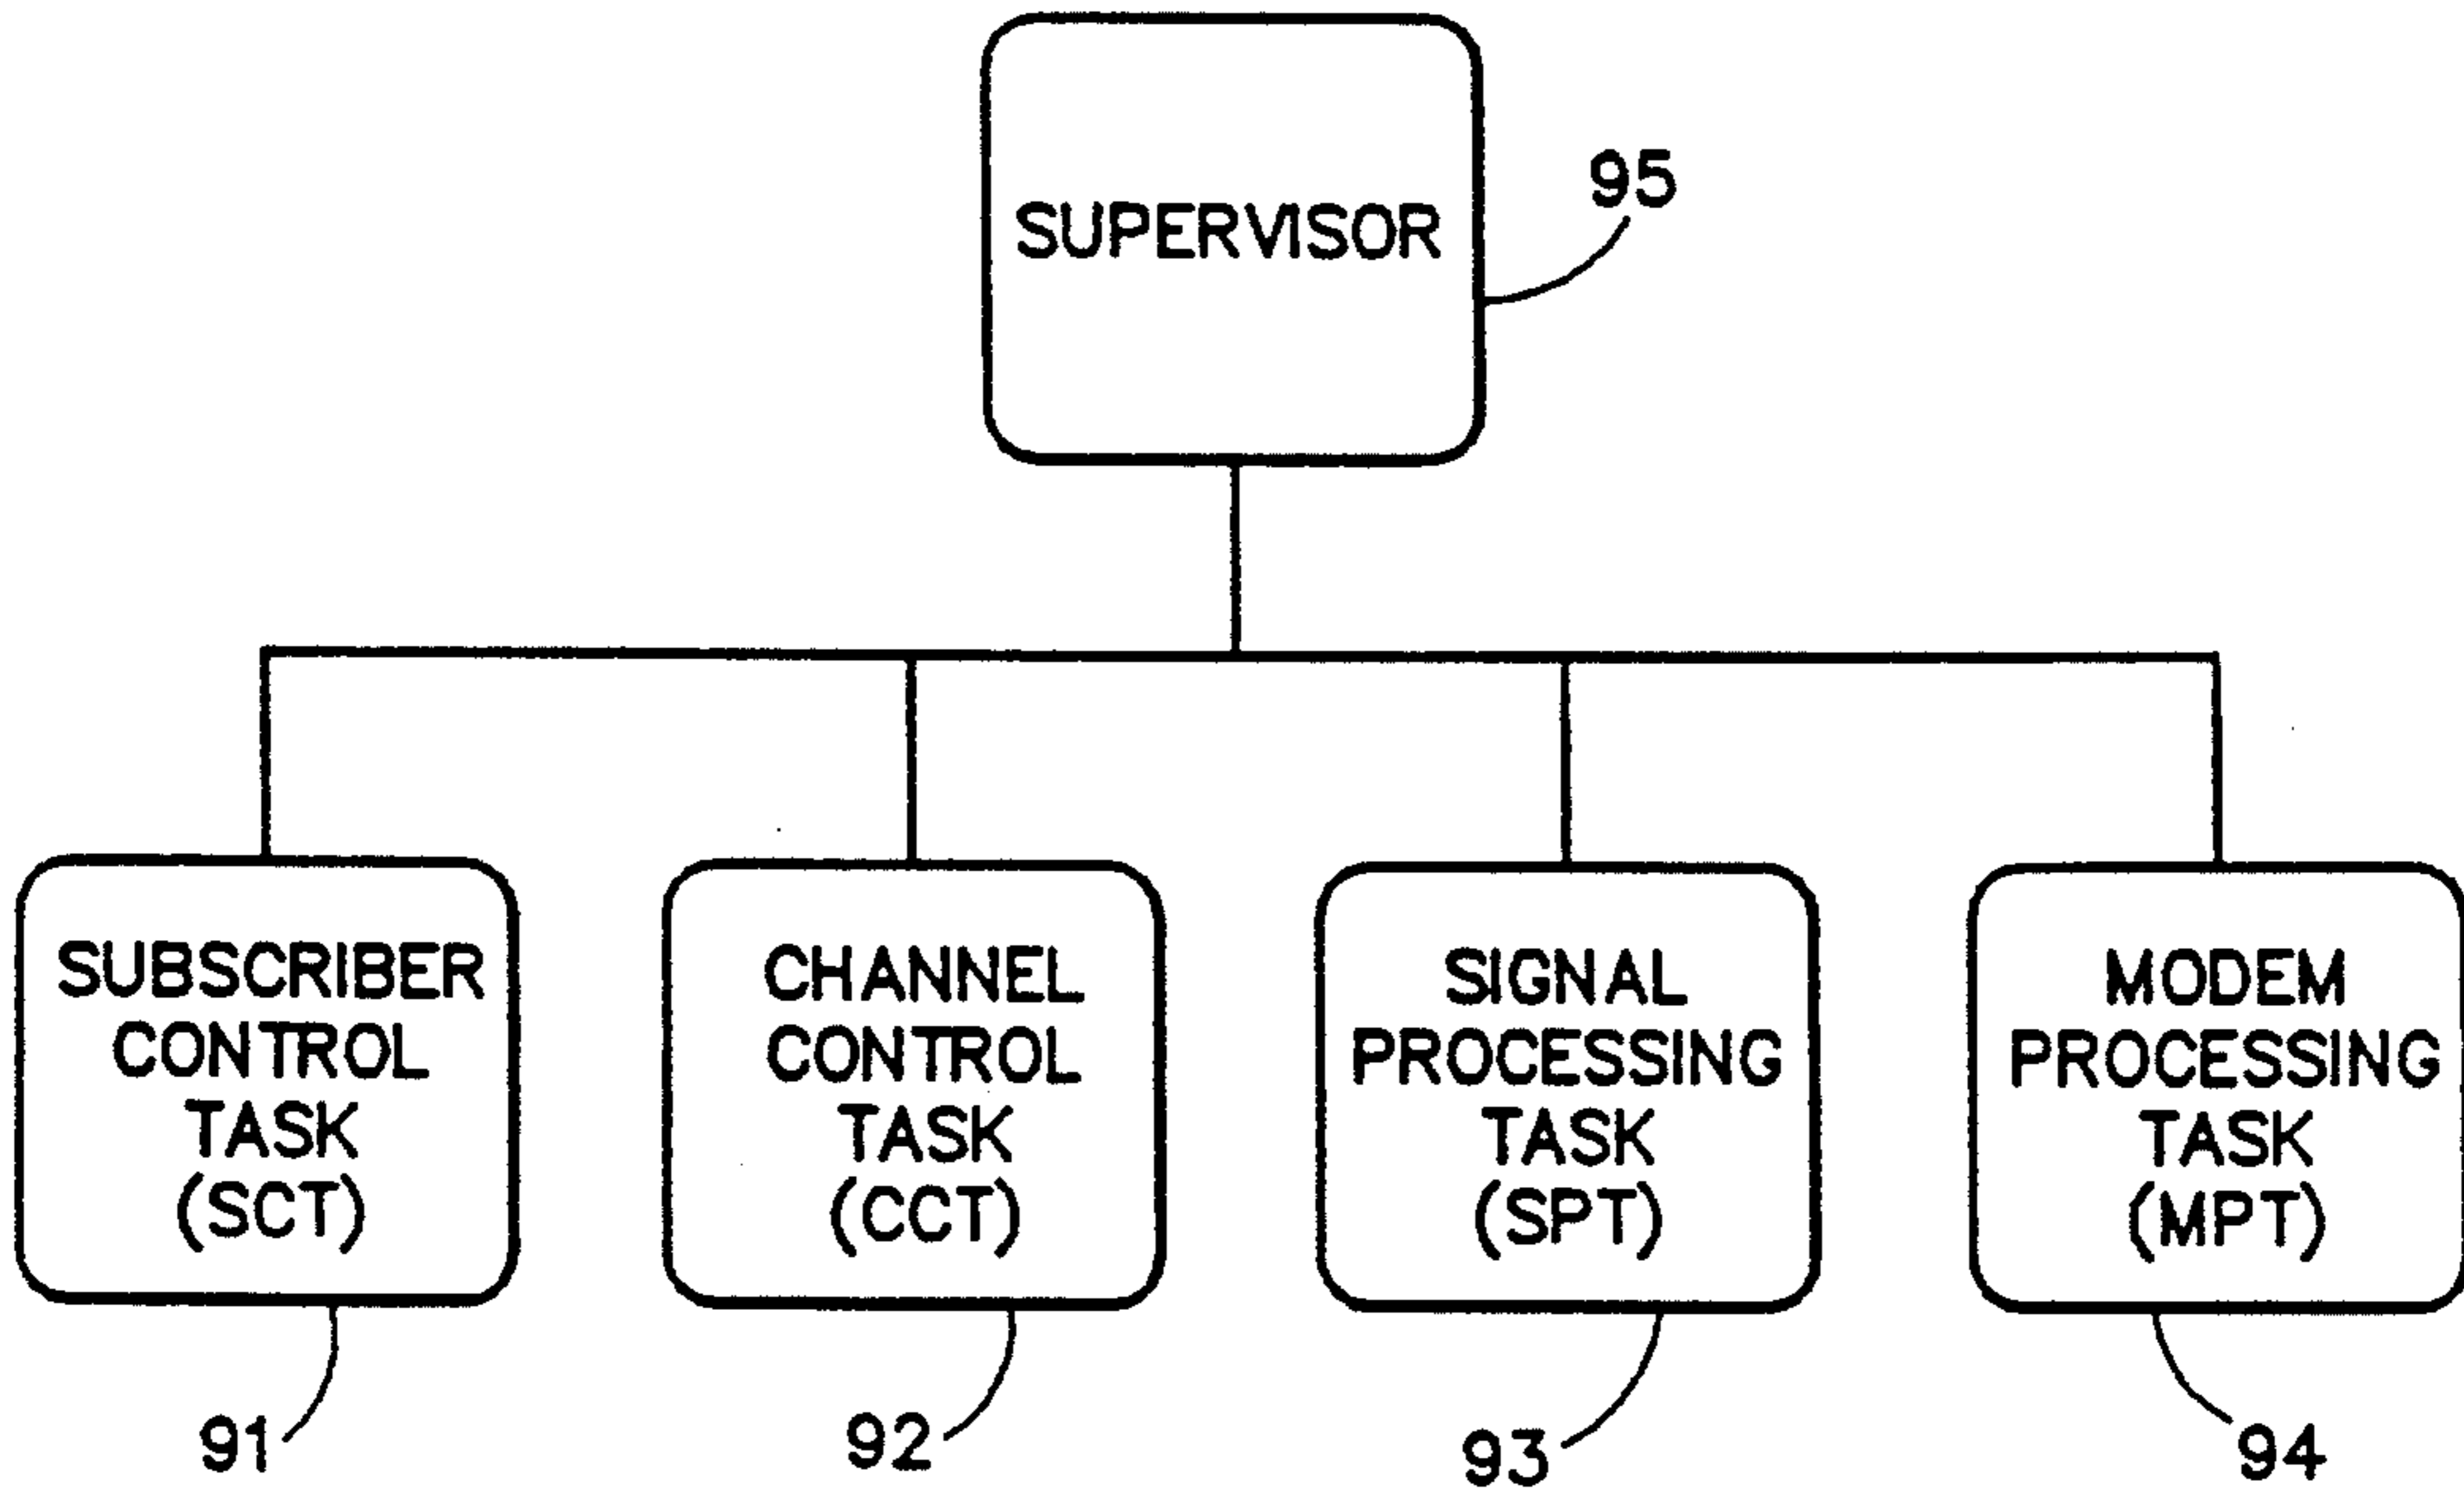 SUPERVISOR
95
SUBSCRIBER
CONTROL
TASK
(SCT)
CHANNEL
CONTROL
TASK
(CCT)
SIGNAL
PROCESSING
TASK
(SPT)
MODEM
PROCESSING
TASK
(MPT)
91
92
93
94